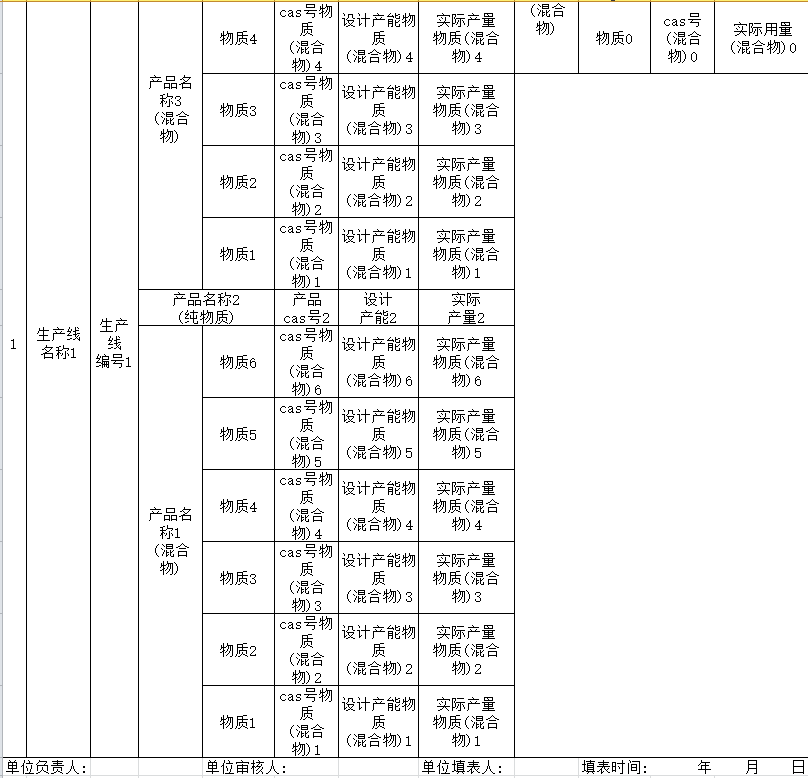 1
生产线
名称1
生产
线
编号1
产品名
称3
(混合
物)
物质4
cas号物
质
(混合
物)4
设计产能物
质
(混合物)4
实际产量
物质(混合
物)4
(混合
物)
物质0
cas号
(混合
物)0
实际用量
(混合物)0
物质3
cas号物
质
(混合
物)3
设计产能物
质
(混合物)3
实际产量
物质(混合
物)3
物质2
cas号物
质
(混合
物)2
设计产能物
质
(混合物)2
实际产量
物质(混合
物)2
物质1
cas号物
质
(混合
物)1
设计产能物
质
(混合物)1
实际产量
物质(混合
物)1
产品名称2
(纯物质)
产品
cas号2
设计
产能2
实际
产量2
产品名
称1
(混合
物)
物质6
cas号物
质
(混合
物)6
设计产能物
质
(混合物)6
实际产量
物质(混合
物)6
物质5
cas号物
质
(混合
物)5
设计产能物
质
(混合物)5
实际产量
物质(混合
物)5
物质4
cas号物
质
(混合
物)4
设计产能物
质
(混合物)4
实际产量
物质(混合
物)4
物质3
cas号物
质
(混合
物)3
设计产能物
质
(混合物)3
实际产量
物质(混合
物)3
物质2
cas号物
质
(混合
物)2
设计产能物
质
(混合物)2
实际产量
物质(混合
物)2
物质1
cas号物
质
(混合
物)1
设计产能物
质
(混合物)1
实际产量
物质(混合
物)1
单位负责人: 单位审核人: 单位填表人: 填表时间: 年 月 日